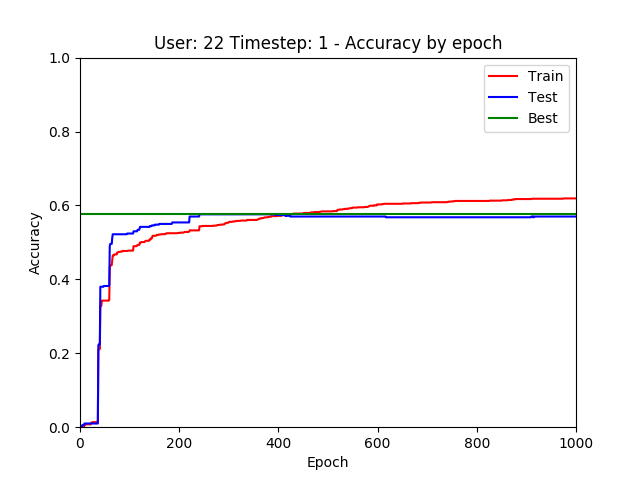 User: 22 Timestep: 1 - Accuracy by epoch
1.0
0.8
0.6
0.4
0.2
0.0
Accuracy
0 200 400 600 800 1000
Epoch
Train
Test
Best